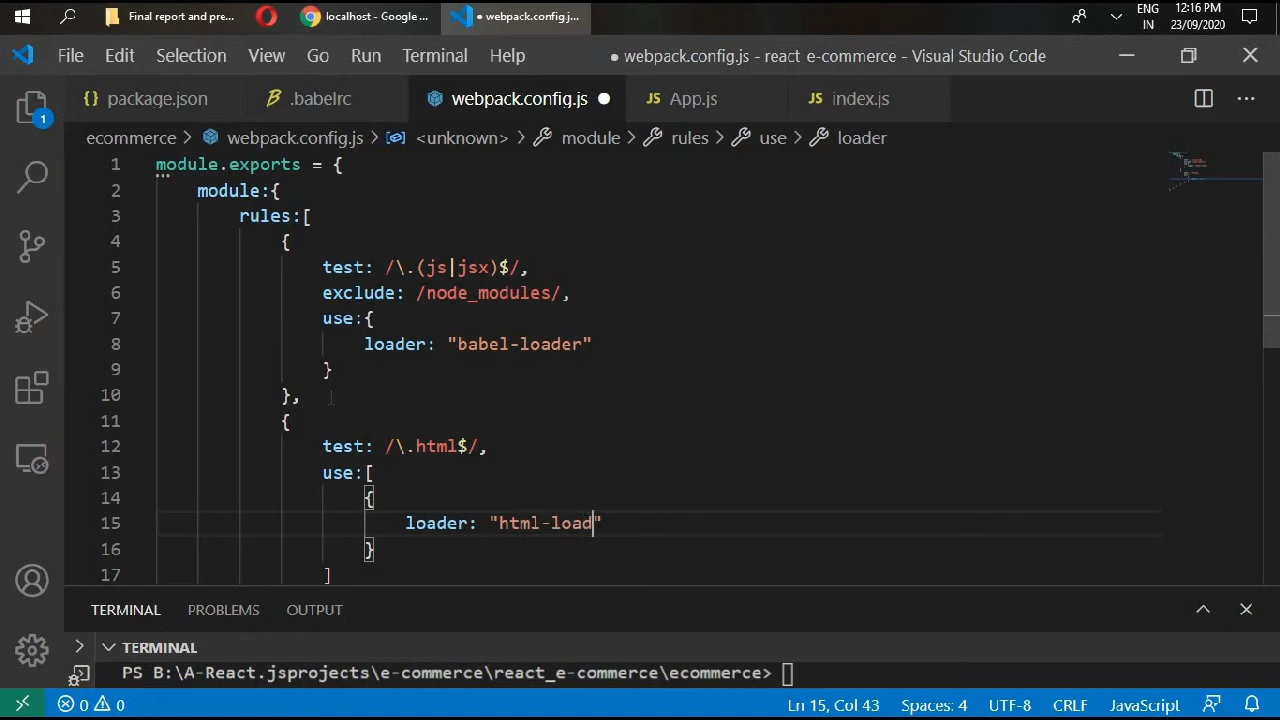 Final report and pre...
localhost - Google ...
● webpack.config.j...
ENG
IN
12:16 PM
23/09/2020
File Edit Selection View Go Run Terminal Help
● webpack.config.js - react e-commerce - Visual Studio Code
{} package.json
.babelrc
webpack.config.js ●
JS App.js
JS index.js
1
ecommerce > webpack.config.js > <unknown> > module > rules > use > loader
1 module.exports = {
2 module:{
3 rules:[
4 {
5 test: /\.(js|jsx)$/,
6 exclude: /node_modules/,
7 use:{
8 loader: "babel-loader"
9 }
10 },
11 {
12 test: /\.html$/,
13 use:[
14 {
15 loader: "html-load"
16 }
17 ]
TERMINAL PROBLEMS OUTPUT
TERMINAL
PS B:\A-React.jsprojects\e-commerce\react_e-commerce\ecommerce>
0 0 Ln 15, Col 43 Spaces: 4 UTF-8 CRLF JavaScript